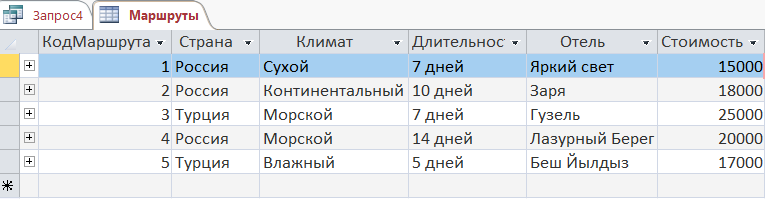 Запрос4 Маршруты
КодМаршрута Страна Климат Длительнос Отель Стоимость
1 Россия Сухой 7 дней Яркий свет 15000
2 Россия Континентальный 10 дней Заря 18000
3 Турция Морской 7 дней Гузель 25000
4 Россия Морской 14 дней Лазурный Берег 20000
5 Турция Влажный 5 дней Беш Йылдыз 17000